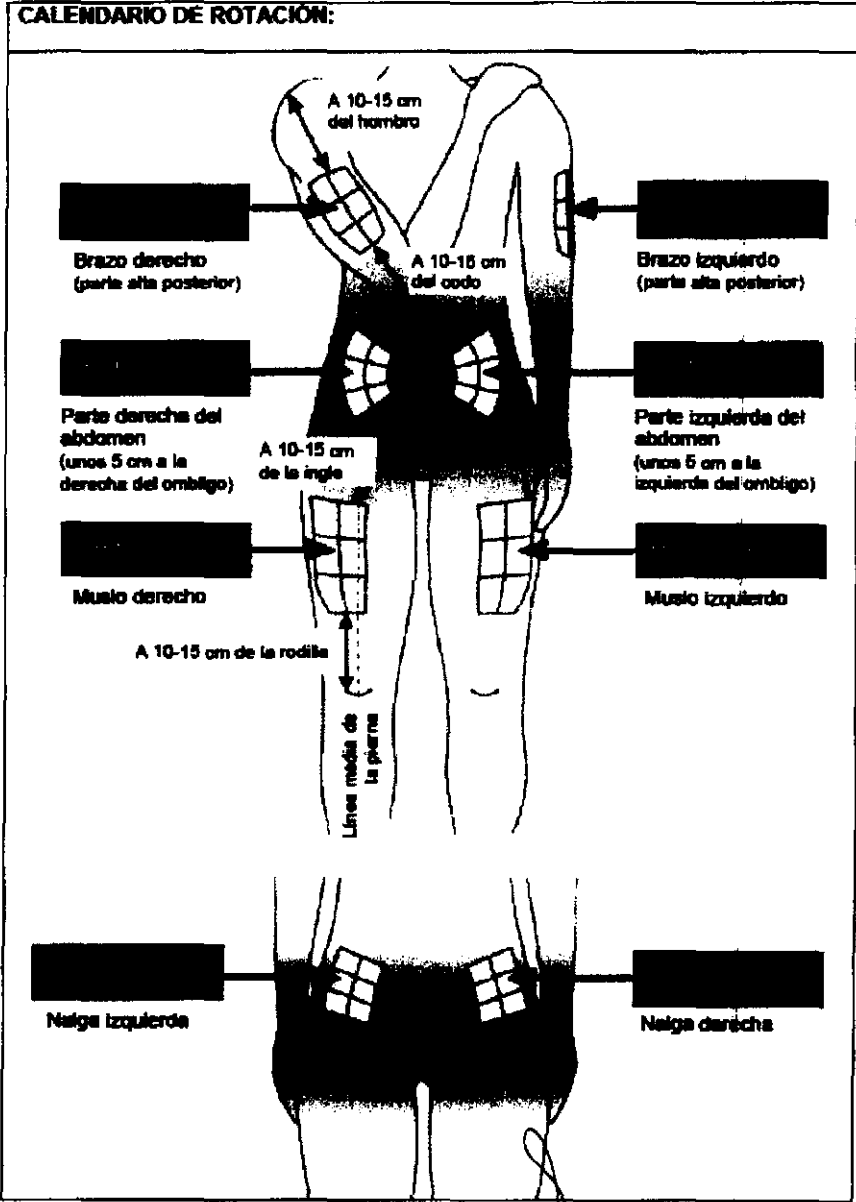 CALENDARIO DE ROTACIÓN:
A 10-15 cm
del hombro
Brazo derecho
(parte alta posterior)
A 10-15 cm
del codo
Brazo izquierdo
(parte alta posterior)
Parte derecha del
abdomen
(unos 5 cm a la
derecha del ombligo)
A 10-15 cm
de la ingle
Parte izquierda del
abdomen
(unos 5 cm a la
izquierda del ombligo)
Muslo derecho
Muslo izquierdo
A 10-15 cm de la rodilla
Línea media de
la pierna
Nalga izquierda
Nalga derecha